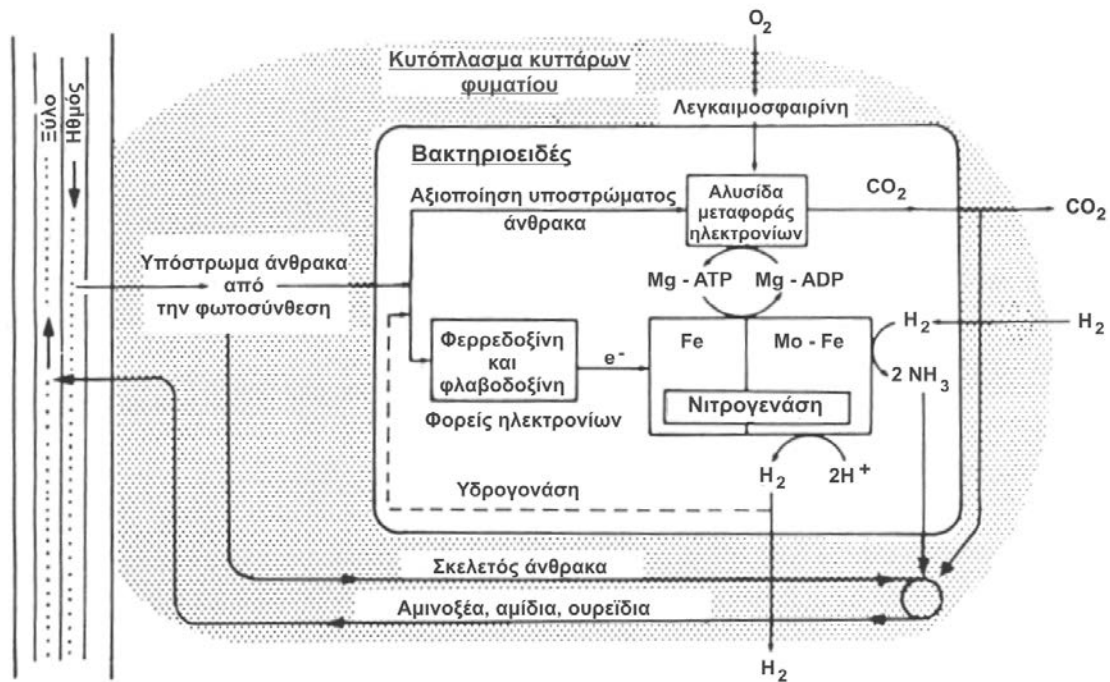 O2
Κυτόπλασμα κυττάρων
φυματίου
Ξύλο
Ηθμός
Λεγκαιμοσφαιρίνη
Βακτηριοειδές
Αξιοποίηση υποστρώματος
άνθρακα
Αλυσίδα
μεταφοράς
ηλεκτρονίων
CO2
CO2
Υπόστρωμα άνθρακα
από
την φωτοσύνθεση
Mg - ATP
Mg - ADP
Φερρεδοξίνη
και
φλαβοδοξίνη
e-
Fe
Mo - Fe
H2
H2
2 NH3
Νιτρογενάση
Φορείς ηλεκτρονίων
H2
2H+
Υδρογονάση
Σκελετός άνθρακα
Αμινοξέα, αμίδια, ουρεϊδια
H2